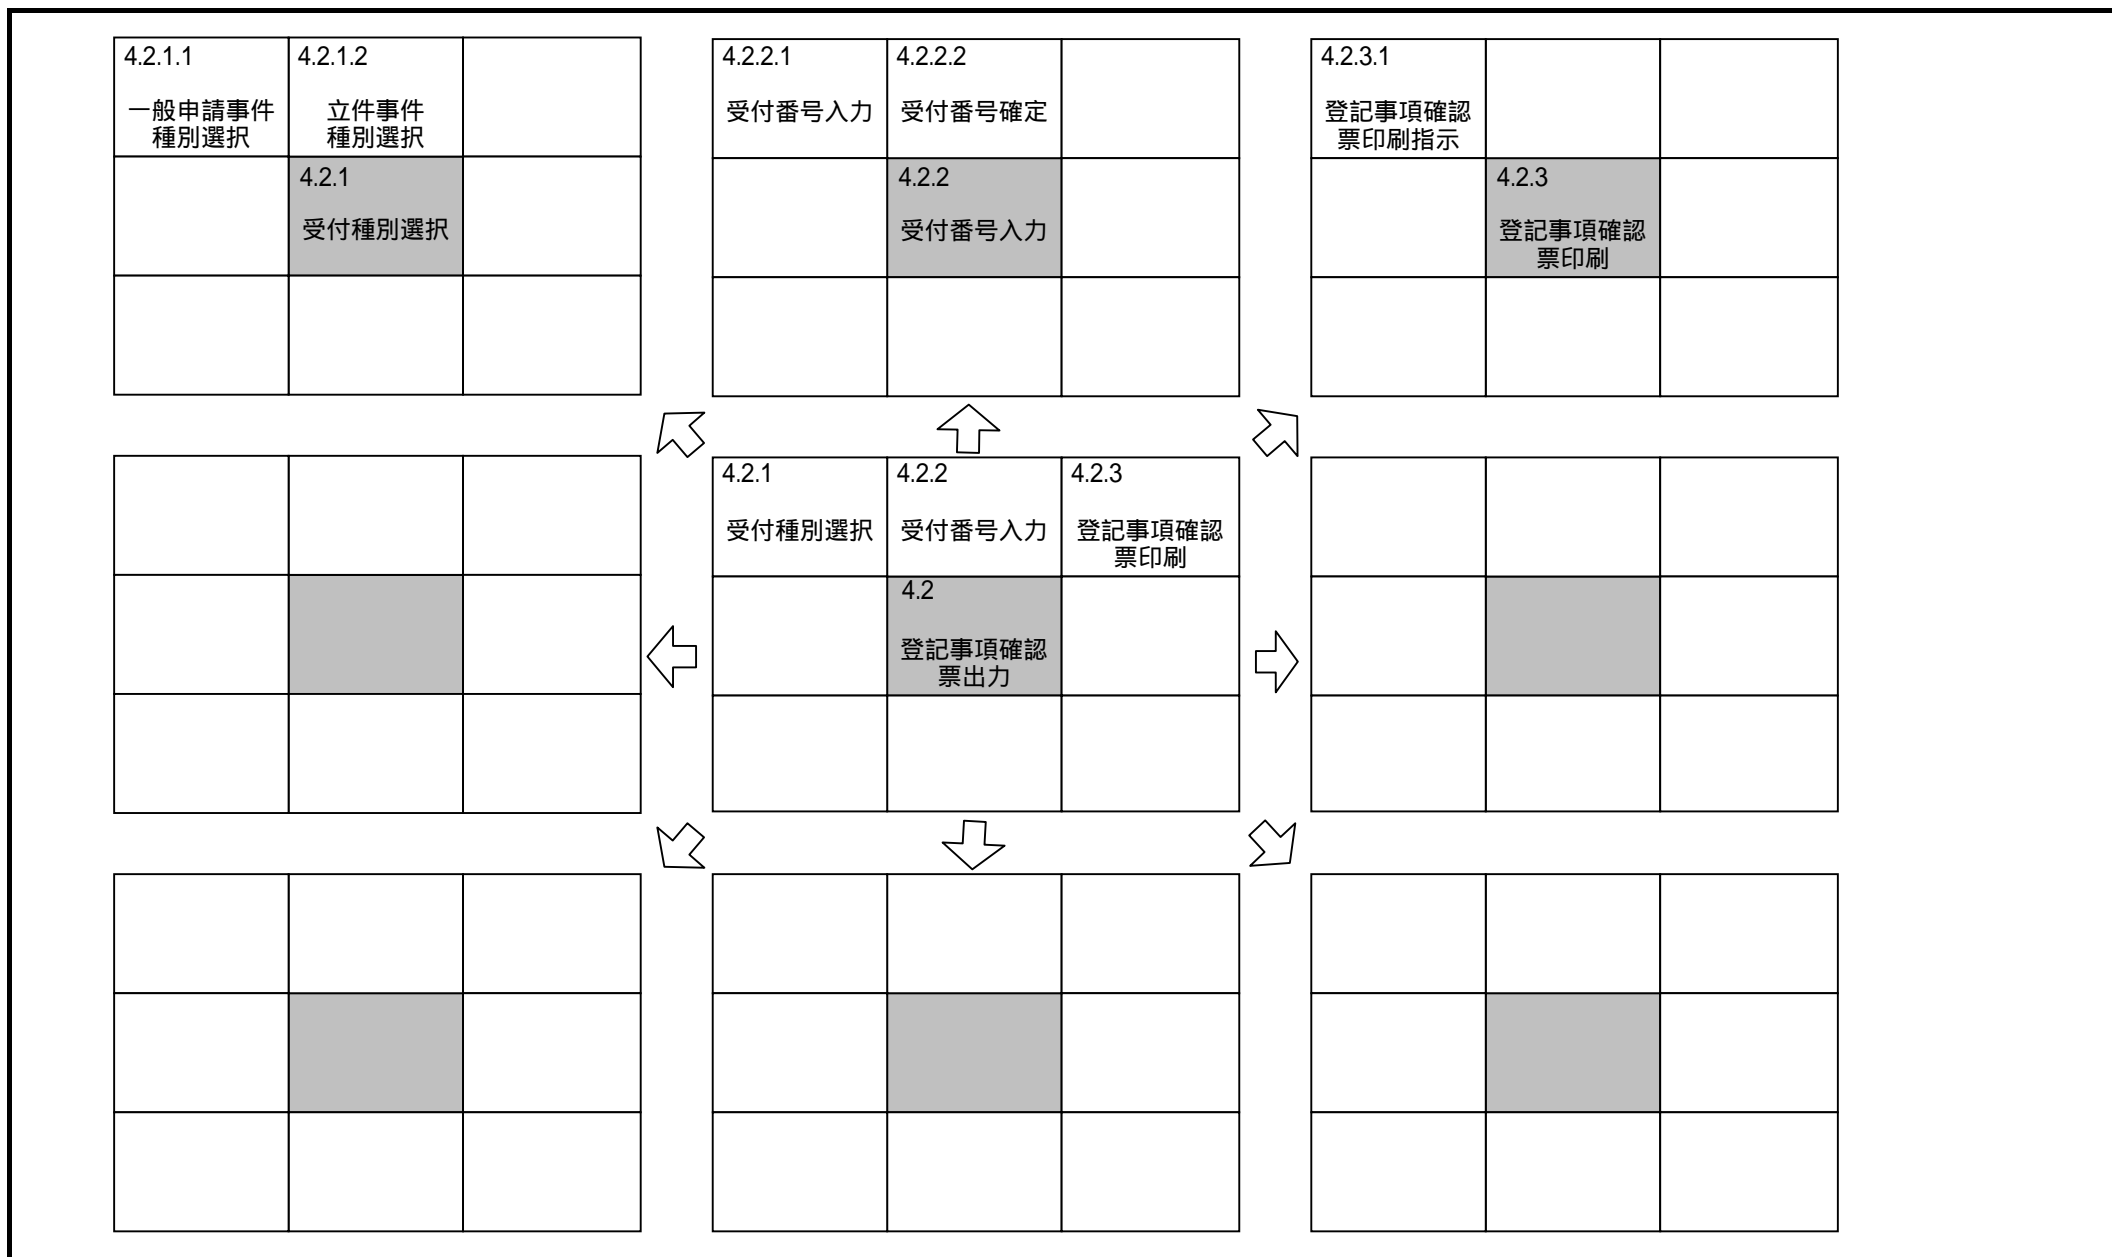 4.2.1.1
一般申請事件
種別選択
4.2.1.2
立件事件
種別選択
4.2.1
受付種別選択
4.2.2.1
受付番号入力
4.2.2.2
受付番号確定
4.2.2
受付番号入力
4.2.3.1
登記事項確認
票印刷指示
4.2.3
登記事項確認
票印刷
4.2.1
受付種別選択
4.2.2
受付番号入力
4.2.3
登記事項確認
票印刷
4.2
登記事項確認
票出力